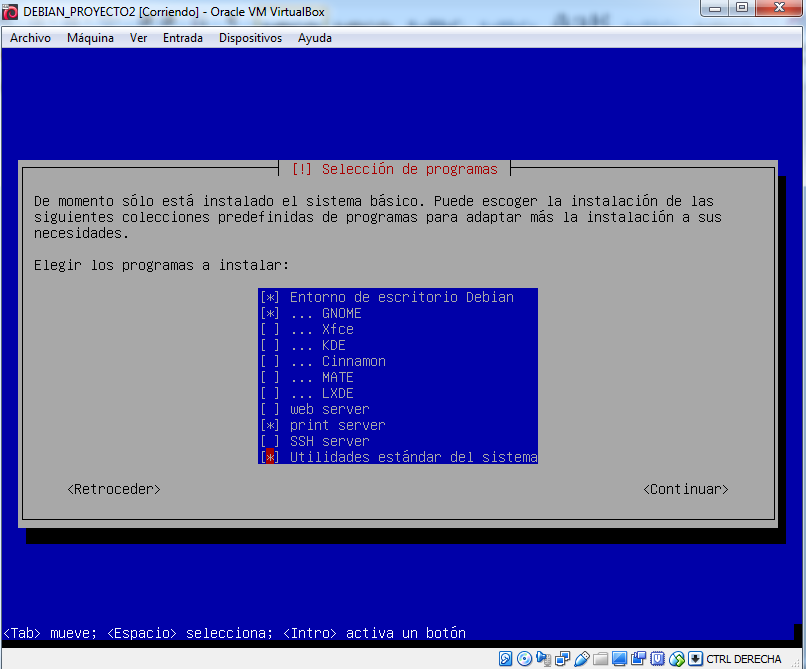 DEBIAN_PROYECTO2 [Corriendo] - Oracle VM VirtualBox
Archivo Máquina Ver Entrada Dispositivos Ayuda
[!] Selección de programas
De momento sólo está instalado el sistema básico. Puede escoger la instalación de las
siguientes colecciones predefinidas de programas para adaptar más la instalación a sus
necesidades.
Elegir los programas a instalar:
[*] Entorno de escritorio Debian
[*] ... GNOME
[ ] ... Xfce
[ ] ... KDE
[ ] ... Cinnamon
[ ] ... MATE
[ ] ... LXDE
[ ] web server
[*] print server
[ ] SSH server
[*] Utilidades estándar del sistema
<Retroceder> <Continuar>
<Tab> mueve; <Espacio> selecciona; <Intro> activa un botón
CTRL DERECHA